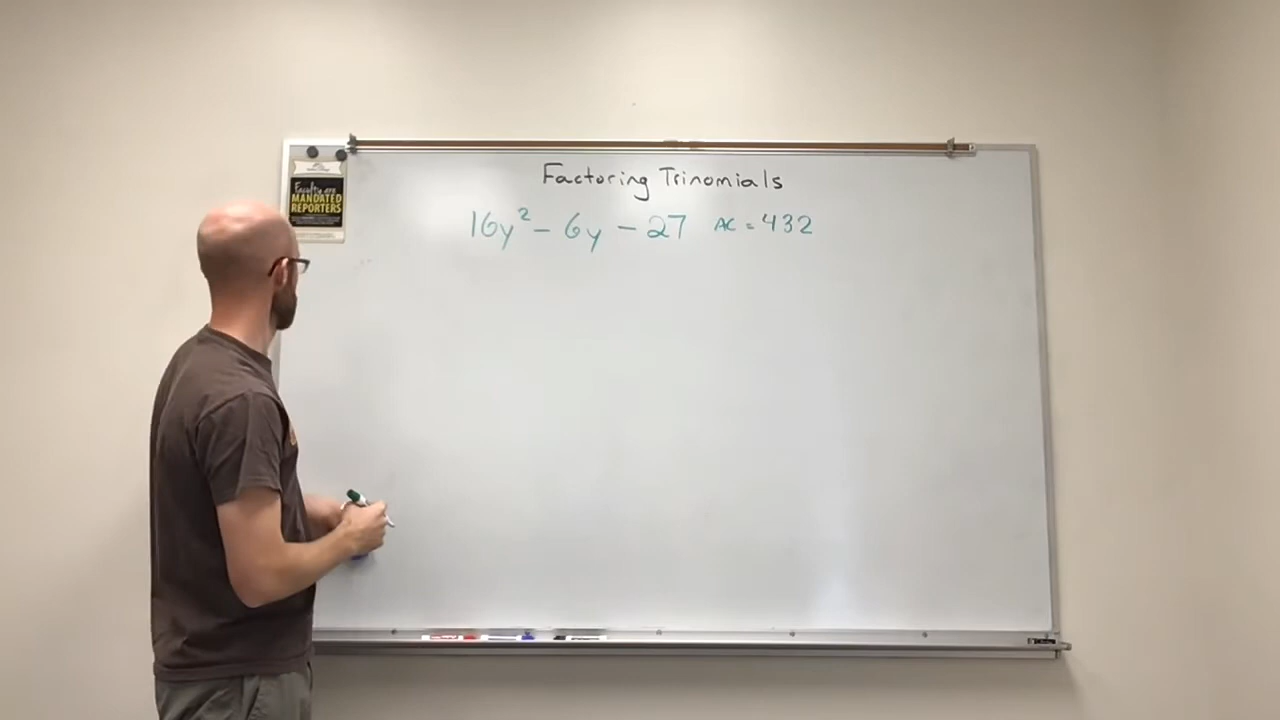 Faculty are
MANDATED
REPORTERS
Factoring Trinomials
16y² - 6y - 27 AC = 432